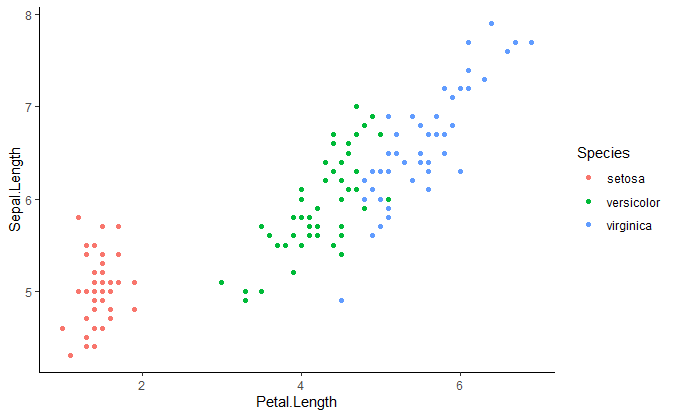 8
7
6
5
Sepal.Length
2
4
6
Petal.Length
Species
setosa
versicolor
virginica